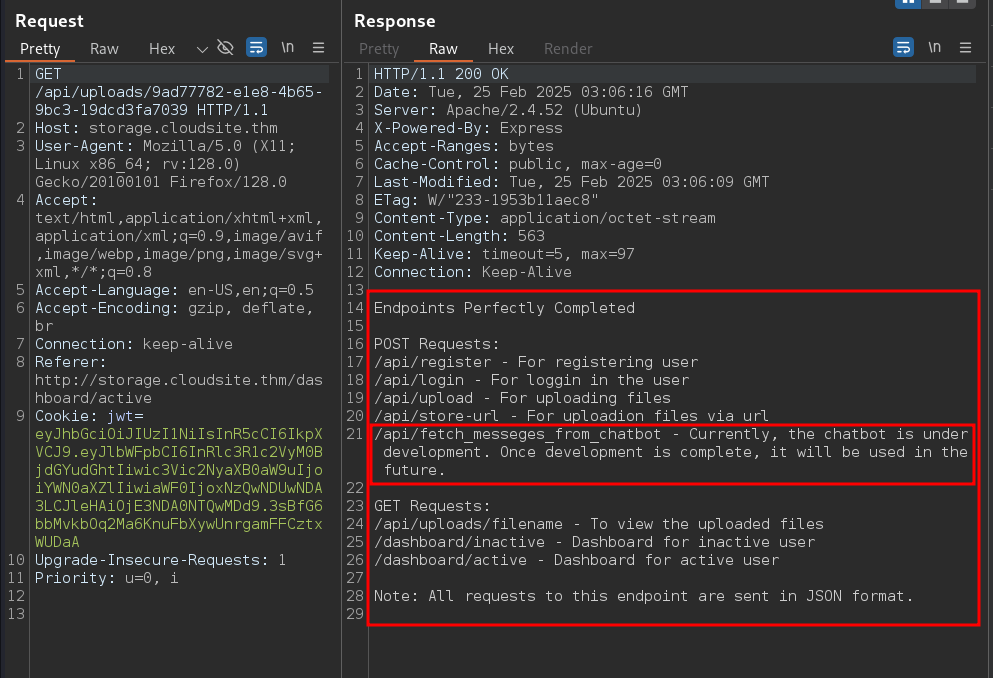 Request
Pretty Raw Hex \n
1 GET
/api/uploads/9ad77782-e1e8-4b65-
9bc3-19dcd3fa7039 HTTP/1.1
2 Host: storage.cloudsite.thm
3 User-Agent: Mozilla/5.0 (X11;
Linux x86_64; rv:128.0)
Gecko/20100101 Firefox/128.0
4 Accept:
text/html,application/xhtml+xml,
application/xml;q=0.9,image/avif
,image/webp,image/png,image/svg+
xml,*/*;q=0.8
5 Accept-Language: en-US,en;q=0.5
6 Accept-Encoding: gzip, deflate,
br
7 Connection: keep-alive
8 Referer:
http://storage.cloudsite.thm/das
hboard/active
9 Cookie: jwt=
eyJhbGciOiJIUzI1NiIsInR5cCI6IkpX
VCJ9.eyJlbWFpbCI6InRlc3R1c2VyM0B
jdGYudGhtIiwic3Vic2NyaXB0aW9uIjo
iYWN0aXZlIiwiaWF0IjoxNzQwNDUwNDA
3LCJleHAiOjE3NDA0NTQwMDd9.3sBfG6
bbMvkbOq2Ma6KnuFbXywUnrgamFFCztx
WUDaA
10 Upgrade-Insecure-Requests: 1
11 Priority: u=0, i
12
13
Response
Pretty Raw Hex Render \n
1 HTTP/1.1 200 OK
2 Date: Tue, 25 Feb 2025 03:06:16 GMT
3 Server: Apache/2.4.52 (Ubuntu)
4 X-Powered-By: Express
5 Accept-Ranges: bytes
6 Cache-Control: public, max-age=0
7 Last-Modified: Tue, 25 Feb 2025 03:06:09 GMT
8 ETag: W/"233-1953b11aec8"
9 Content-Type: application/octet-stream
10 Content-Length: 563
11 Keep-Alive: timeout=5, max=97
12 Connection: Keep-Alive
13
14 Endpoints Perfectly Completed
15
16 POST Requests:
17 /api/register - For registering user
18 /api/login - For loggin in the user
19 /api/upload - For uploading files
20 /api/store-url - For uploadion files via url
21 /api/fetch_messeges_from_chatbot - Currently, the chatbot is under
development. Once development is complete, it will be used in the
future.
22
23 GET Requests:
24 /api/uploads/filename - To view the uploaded files
25 /dashboard/inactive - Dashboard for inactive user
26 /dashboard/active - Dashboard for active user
27
28 Note: All requests to this endpoint are sent in JSON format.
29